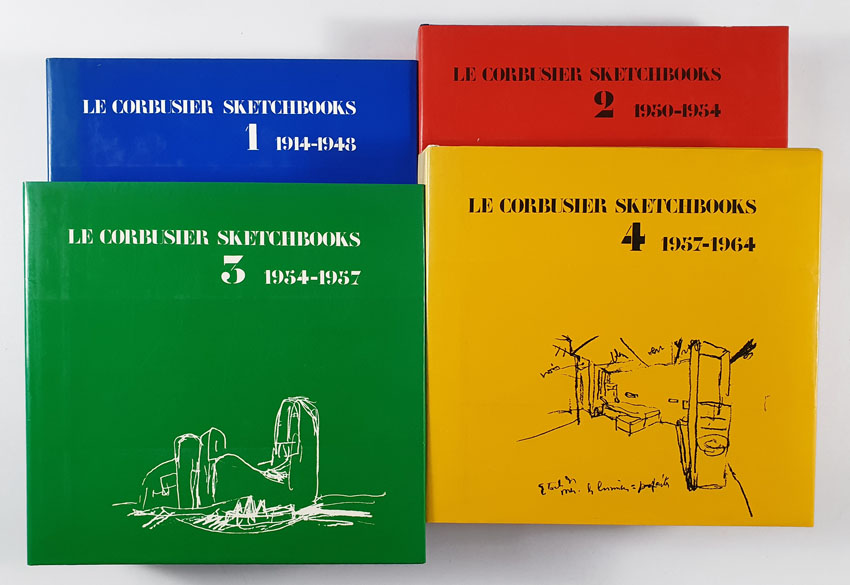 LE CORBUSIER SKETCHBOOKS
1 1914-1948
LE CORBUSIER SKETCHBOOKS
2 1950-1954
LE CORBUSIER SKETCHBOOKS
3 1954-1957
LE CORBUSIER SKETCHBOOKS
4 1957-1964